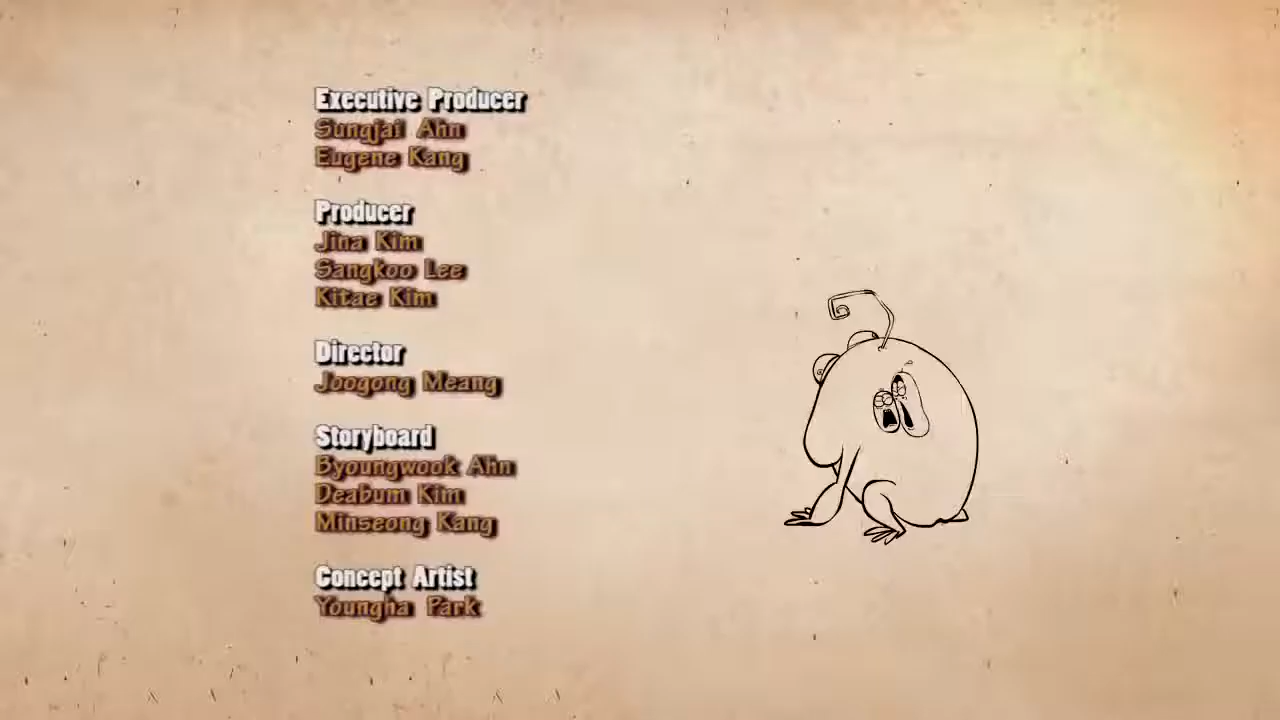 Executive Producer
Sungjai Ahn
Eugene Kang
Producer
Jina Kim
Sangkoo Lee
Kitae Kim
Director
Joogong Meang
Storyboard
Byoungwook Ahn
Deabum Kim
Minseong Kang
Concept Artist
Youngha Park